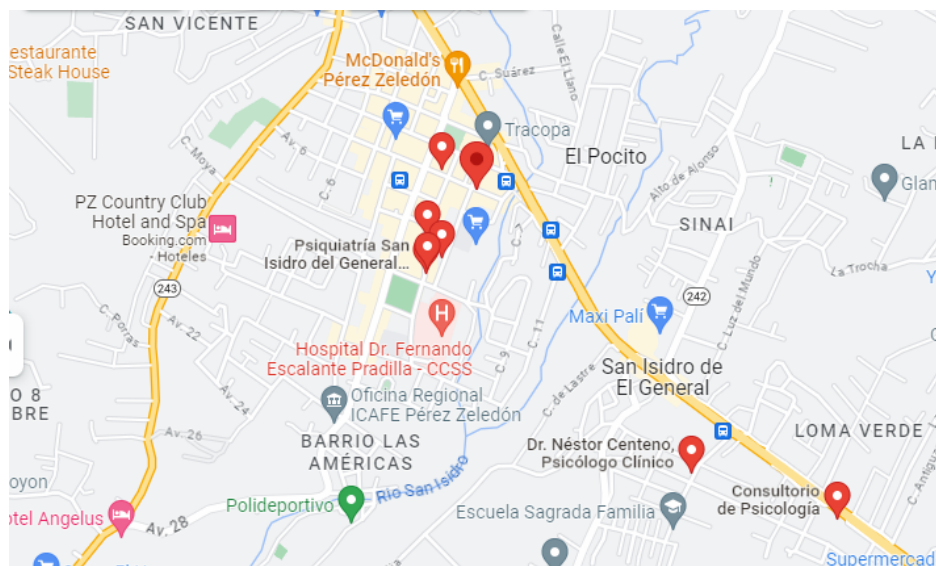 SAN VICENTE
estaurante
Steak House
McDonald's
Pérez Zeledón
C. Suárez
Calle El Llano
Tracopa
El Pocito
LA
Glan
Av. 6
C. Moya
C. 6
Alto de Alonso
SINAI
La Trocha
PZ Country Club
Hotel and Spa
Booking.com
- Hoteles
Psiquiatría San
Isidro del General...
C. 7
243
242
C. Luz del Mundo
Y
C. Porras
Av. 22
H
Hospital Dr. Fernando
Escalante Pradilla - CCSS
C. 9
C. 11
Maxi Palí
San Isidro de
El General
C. de Lastre
O 8
BRE
Av. 24
Oficina Regional
ICAFE Pérez Zeledón
Av. 26
BARRIO LAS
AMÉRICAS
LOMA VERDE
C. Antigu
Dr. Néstor Centeno,
Psicólogo Clínico
Río San Isidro
oyon
otel Angelus
Av. 28
Polideportivo
Escuela Sagrada Familia
Consultorio
de Psicología
Supermercad